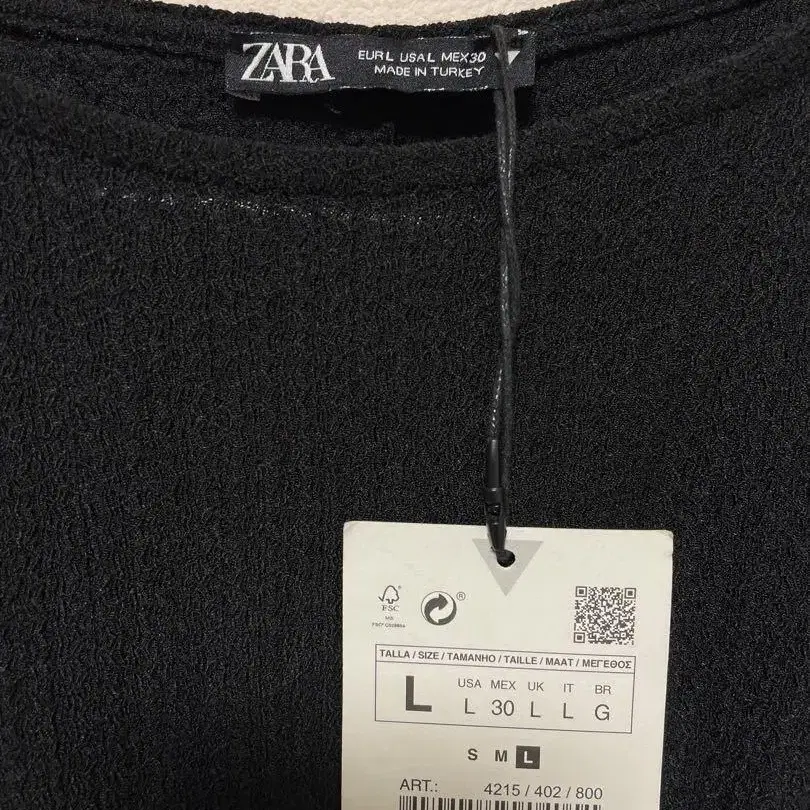 ZARA
EUR L USA L MEX 30
MADE IN TURKEY
FSC
®
TALLA / SIZE / TAMANHO / TAILLE / MAAT / ΜΕΓΕΘΟΣ
L
USA MEX UK IT BR
L 30 L L G
S M L
ART.: 4215 / 402 / 800